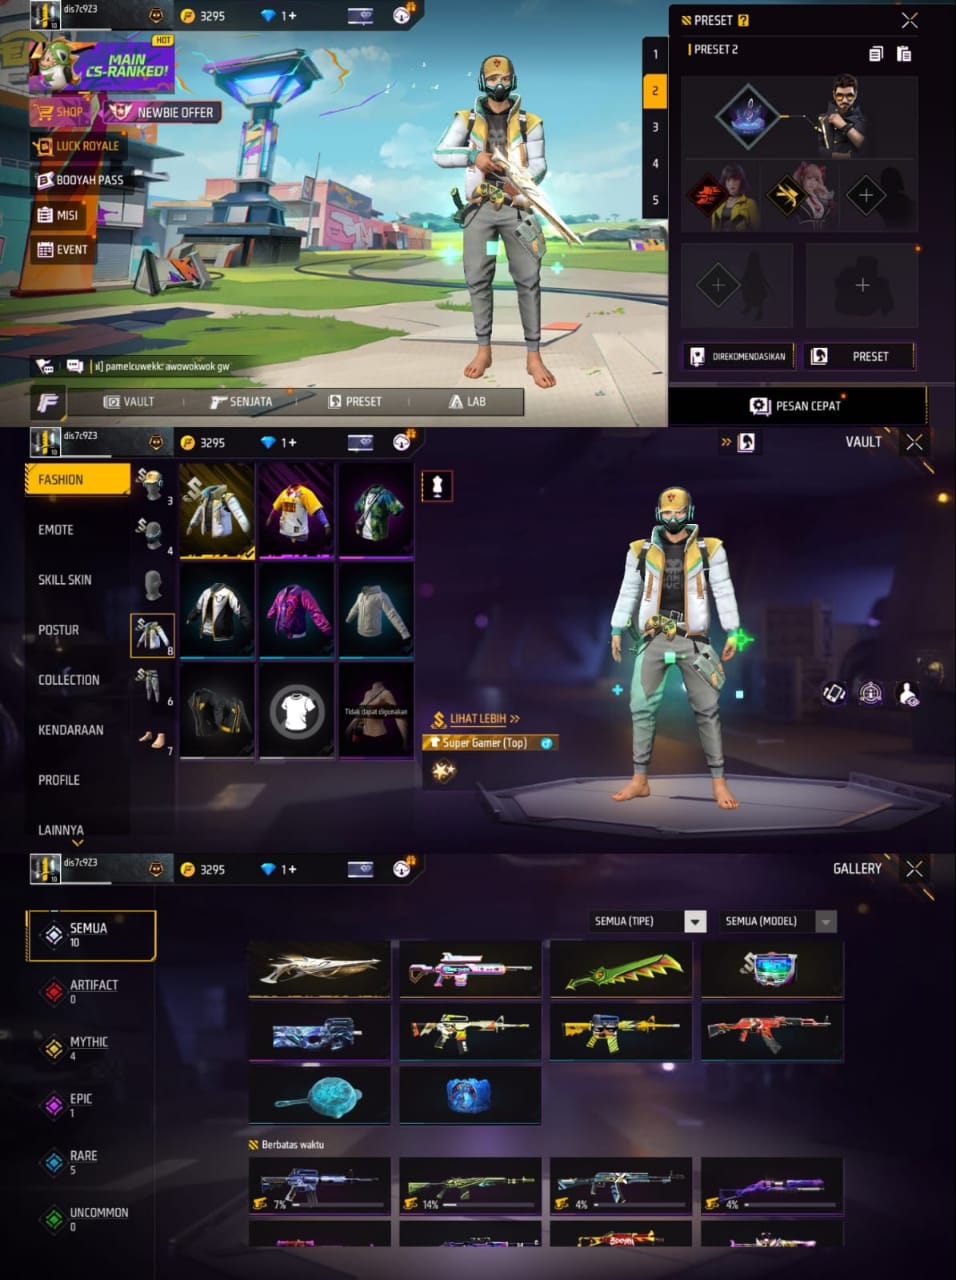 dis7c9Z3
10
3295
1+
HOT
MAIN
CS-RANKED!
SHOP
NEWBIE OFFER
LUCK ROYALE
BOOYAH PASS
MISI
EVENT
sl] pamelcuwekk: awowokwok gw
VAULT
SENJATA
PRESET
LAB
1
2
3
4
5
PRESET ?
PRESET 2
DIREKOMENDASIKAN
PRESET
PESAN CEPAT
dis7c9Z3
10
3295
1+
VAULT
FASHION
EMOTE
SKILL SKIN
POSTUR
COLLECTION
KENDARAAN
PROFILE
LAINNYA
3
4
8
6
7
Tidak dapat digunakan
LIHAT LEBIH >>
Super Gamer (Top)
dis7c9Z3
10
3295
1+
GALLERY
SEMUA
10
ARTIFACT
0
MYTHIC
4
EPIC
1
RARE
5
UNCOMMON
0
SEMUA (TIPE)
SEMUA (MODEL)
Berbatas waktu
7%
14%
4%
4%